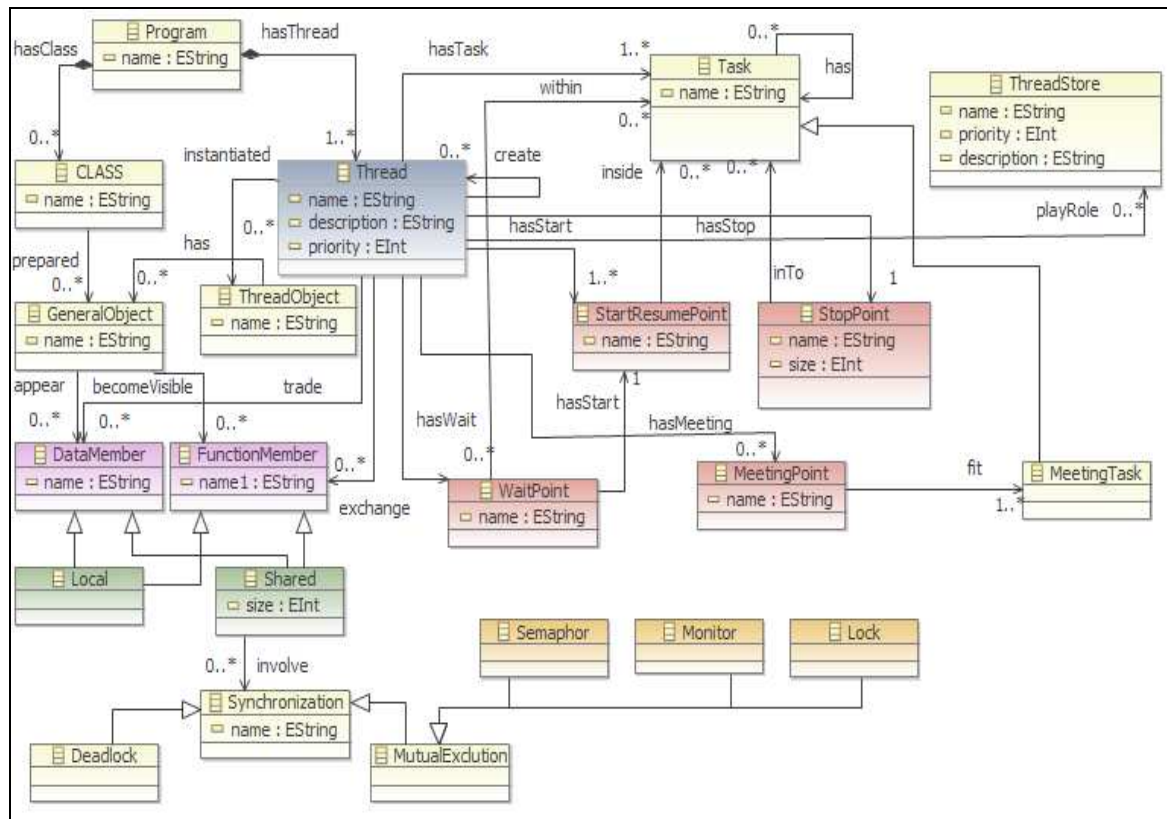 Program
name : EString
hasClass
hasThread
0..*
1..*
CLASS
name : EString
prepared
0..*
GeneralObject
name : EString
has
0..*
instantiated
0..*
ThreadObject
name : EString
Thread
name : EString
description : EString
priority : EInt
0..*
create
hasTask
1..*
within
0..*
Task
name : EString
0..*
has
ThreadStore
name : EString
priority : EInt
description : EString
playRole 0..*
inside
0..*
0..*
hasStart
hasStop
1..*
inTo
1
StartResumePoint
name : EString
StopPoint
name : EString
size : EInt
appear
becomeVisible
trade
0..*
0..*
0..*
DataMember
name : EString
FunctionMember
name1 : EString
0..*
exchange
hasWait
0..*
WaitPoint
name : EString
hasStart
1
hasMeeting
0..*
MeetingPoint
name : EString
fit
1..*
MeetingTask
Local
Shared
size : EInt
0..*
involve
Synchronization
name : EString
Deadlock
MutualExclution
Semaphor
Monitor
Lock